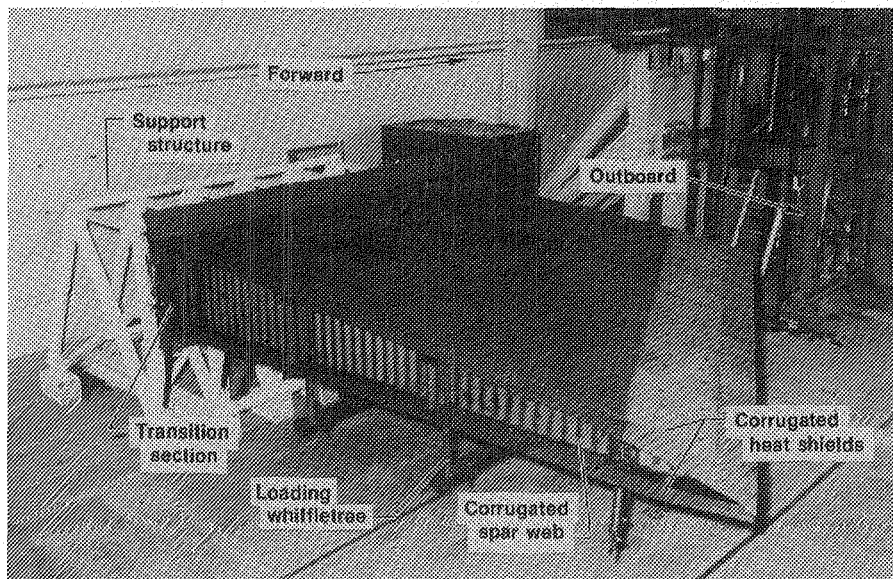 Forward
Support
structure
Outboard
Transition
section
Loading
whiffletree
Corrugated
spar web
Corrugated
heat shields